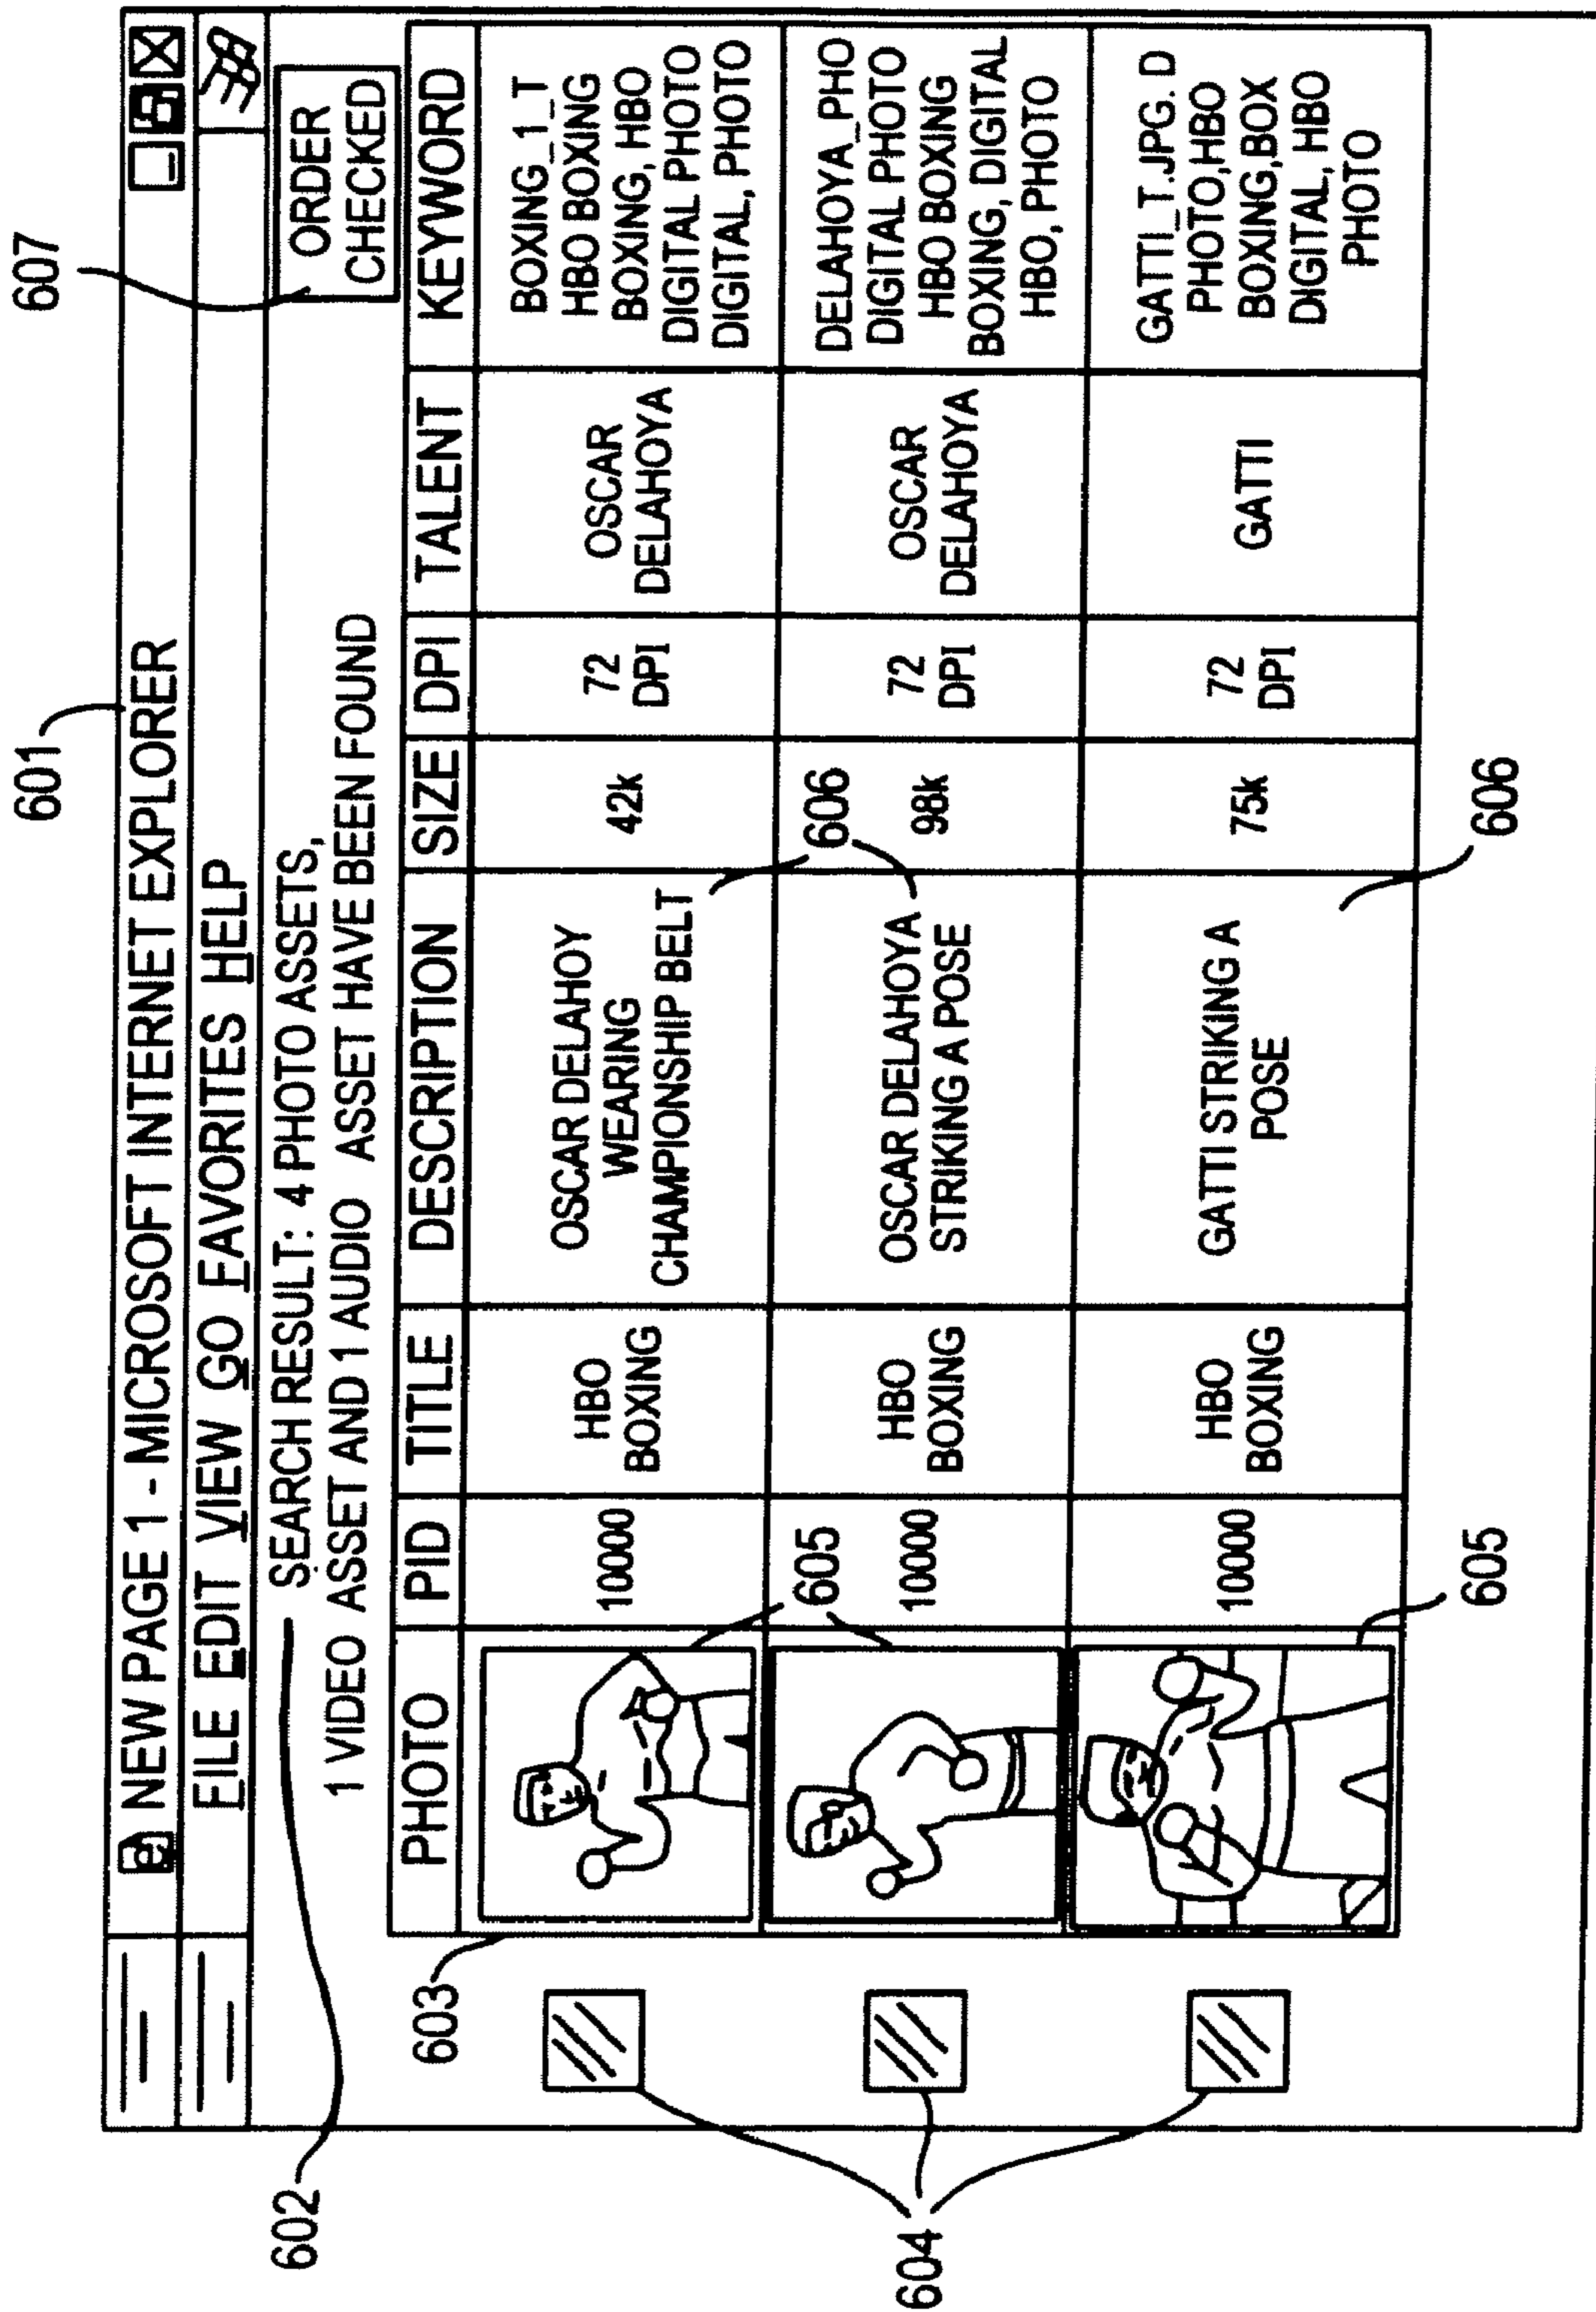 601
607
NEW PAGE 1 - MICROSOFT INTERNET EXPLORER
FILE EDIT VIEW GO FAVORITES HELP
602
SEARCH RESULT: 4 PHOTO ASSETS,
1 VIDEO ASSET AND 1 AUDIO ASSET HAVE BEEN FOUND
ORDER
CHECKED
603
PHOTO PID TITLE DESCRIPTION SIZE DPI TALENT KEYWORD
10000
HBO
BOXING
OSCAR DELAHOY
WEARING
CHAMPIONSHIP BELT
42k
72
DPI
OSCAR
DELAHOYA
BOXING_1_T
HBO BOXING
BOXING, HBO
DIGITAL PHOTO
DIGITAL, PHOTO
605
606
10000
HBO
BOXING
OSCAR DELAHOYA
STRIKING A POSE
98k
72
DPI
OSCAR
DELAHOYA
DELAHOYA_PHO
DIGITAL PHOTO
HBO BOXING
BOXING, DIGITAL
HBO, PHOTO
604
10000
HBO
BOXING
GATTI STRIKING A
POSE
75k
72
DPI
GATTI
GATTI_T.JPG. D
PHOTO,HBO
BOXING,BOX
DIGITAL, HBO
PHOTO
605
606